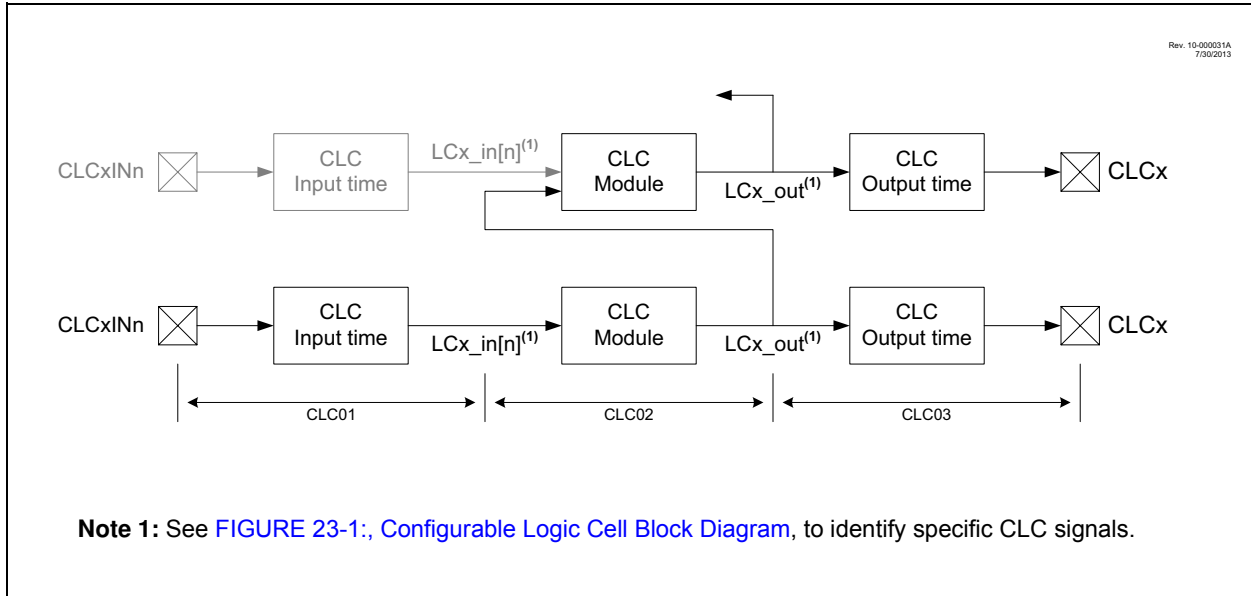 Rev. 10-000031A
7/30/2013
CLCxINn
CLC
Input time
LCx_in[n](1)
CLC
Module
LCx_out(1)
CLC
Output time
CLCx
CLCxINn
CLC
Input time
LCx_in[n](1)
CLC
Module
LCx_out(1)
CLC
Output time
CLCx
CLC01
CLC02
CLC03
Note 1: See FIGURE 23-1:, Configurable Logic Cell Block Diagram, to identify specific CLC signals.